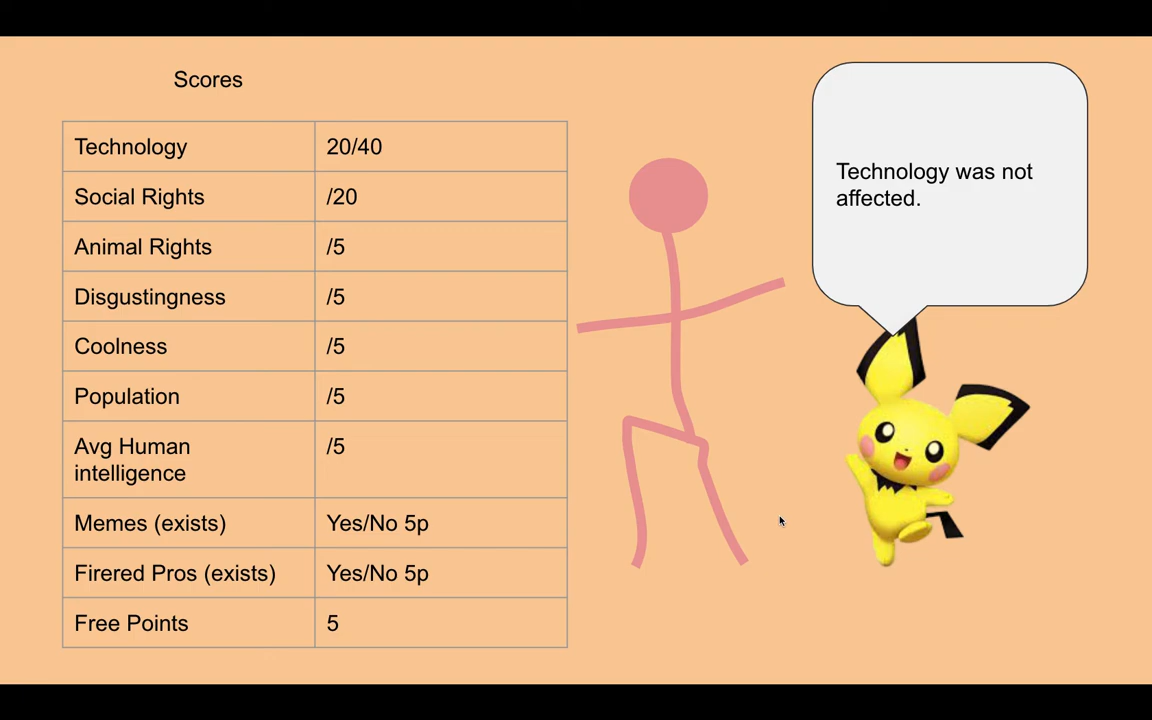 Scores
Technology 20/40
Social Rights /20
Animal Rights /5
Disgustingness /5
Coolness /5
Population /5
Avg Human /5
intelligence
Memes (exists) Yes/No 5p
Firered Pros (exists) Yes/No 5p
Free Points 5
Technology was not
affected.